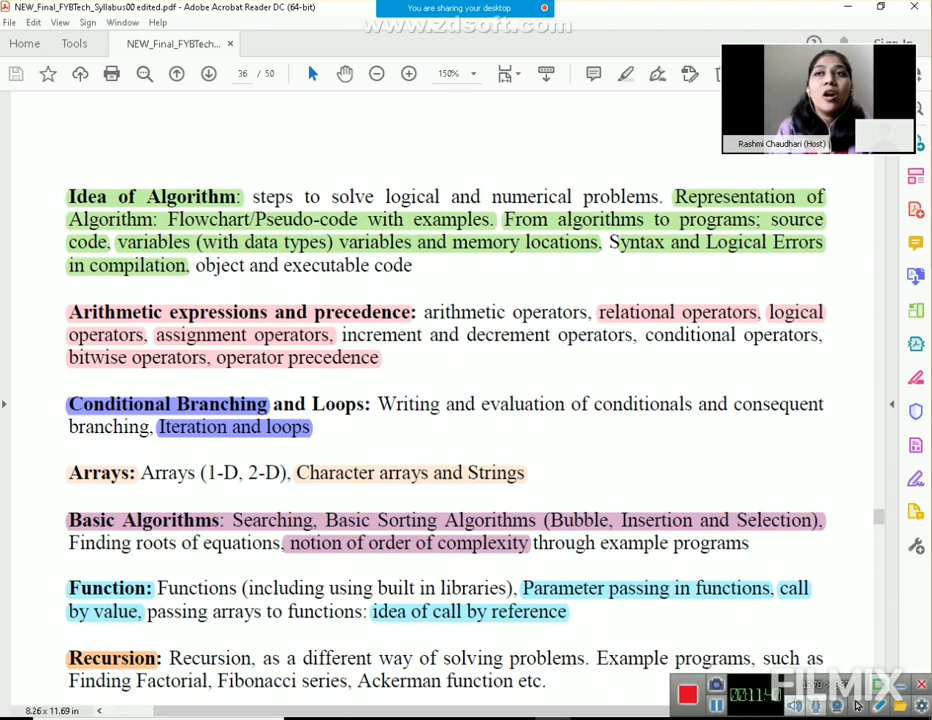 NEW_Final_FYBTech_Syllabus00 edited.pdf - Adobe Acrobat Reader DC (64-bit)
You are sharing your desktop
www.zdsoft.com
File Edit View Sign Window Help
Home Tools NEW_Final_FYBTech... × Sign In
36 / 50 150%
Rashmi Chaudhari (Host)
Idea of Algorithm: steps to solve logical and numerical problems. Representation of
Algorithm: Flowchart/Pseudo-code with examples. From algorithms to programs; source
code, variables (with data types) variables and memory locations, Syntax and Logical Errors
in compilation, object and executable code
Arithmetic expressions and precedence: arithmetic operators, relational operators, logical
operators, assignment operators, increment and decrement operators, conditional operators,
bitwise operators, operator precedence
Conditional Branching and Loops: Writing and evaluation of conditionals and consequent
branching, Iteration and loops
Arrays: Arrays (1-D, 2-D), Character arrays and Strings
Basic Algorithms: Searching, Basic Sorting Algorithms (Bubble, Insertion and Selection),
Finding roots of equations, notion of order of complexity through example programs
Function: Functions (including using built in libraries), Parameter passing in functions, call
by value, passing arrays to functions: idea of call by reference
Recursion: Recursion, as a different way of solving problems. Example programs, such as
Finding Factorial, Fibonacci series, Ackerman function etc.
FILMIX
8.26 x 11.69 in